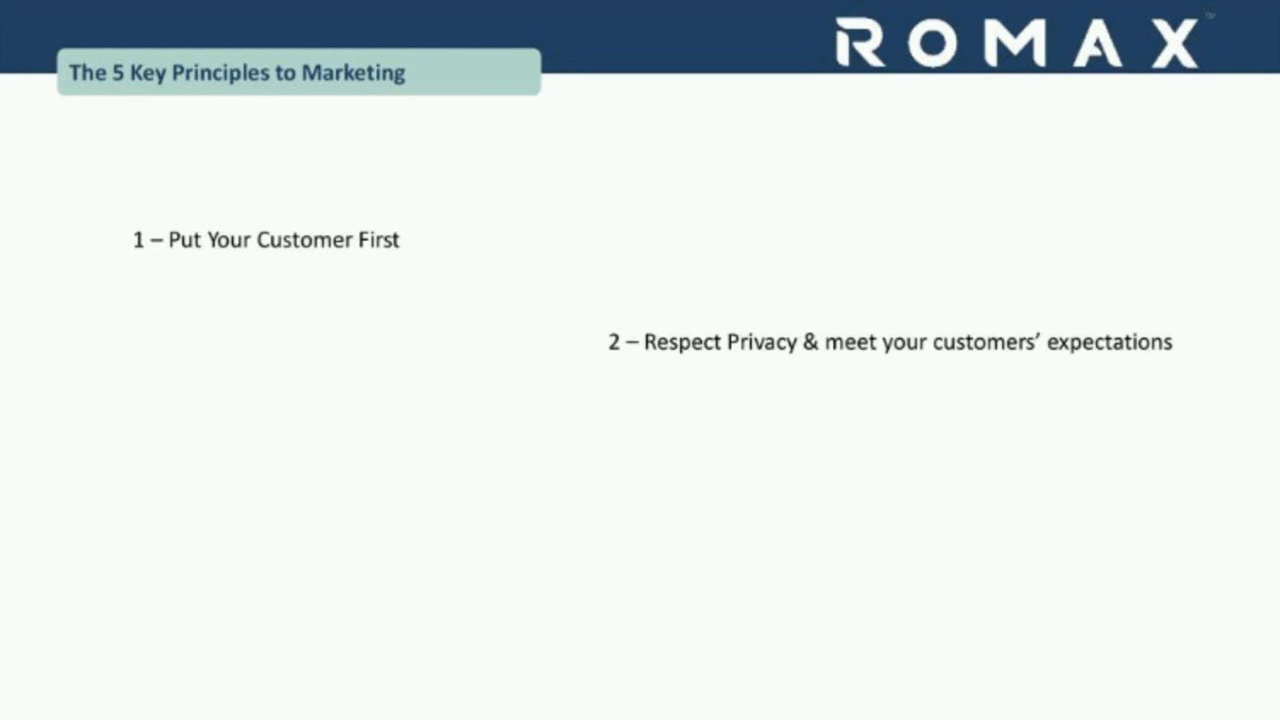 ROMAX
TM
The 5 Key Principles to Marketing
1 – Put Your Customer First
2 – Respect Privacy & meet your customers’ expectations